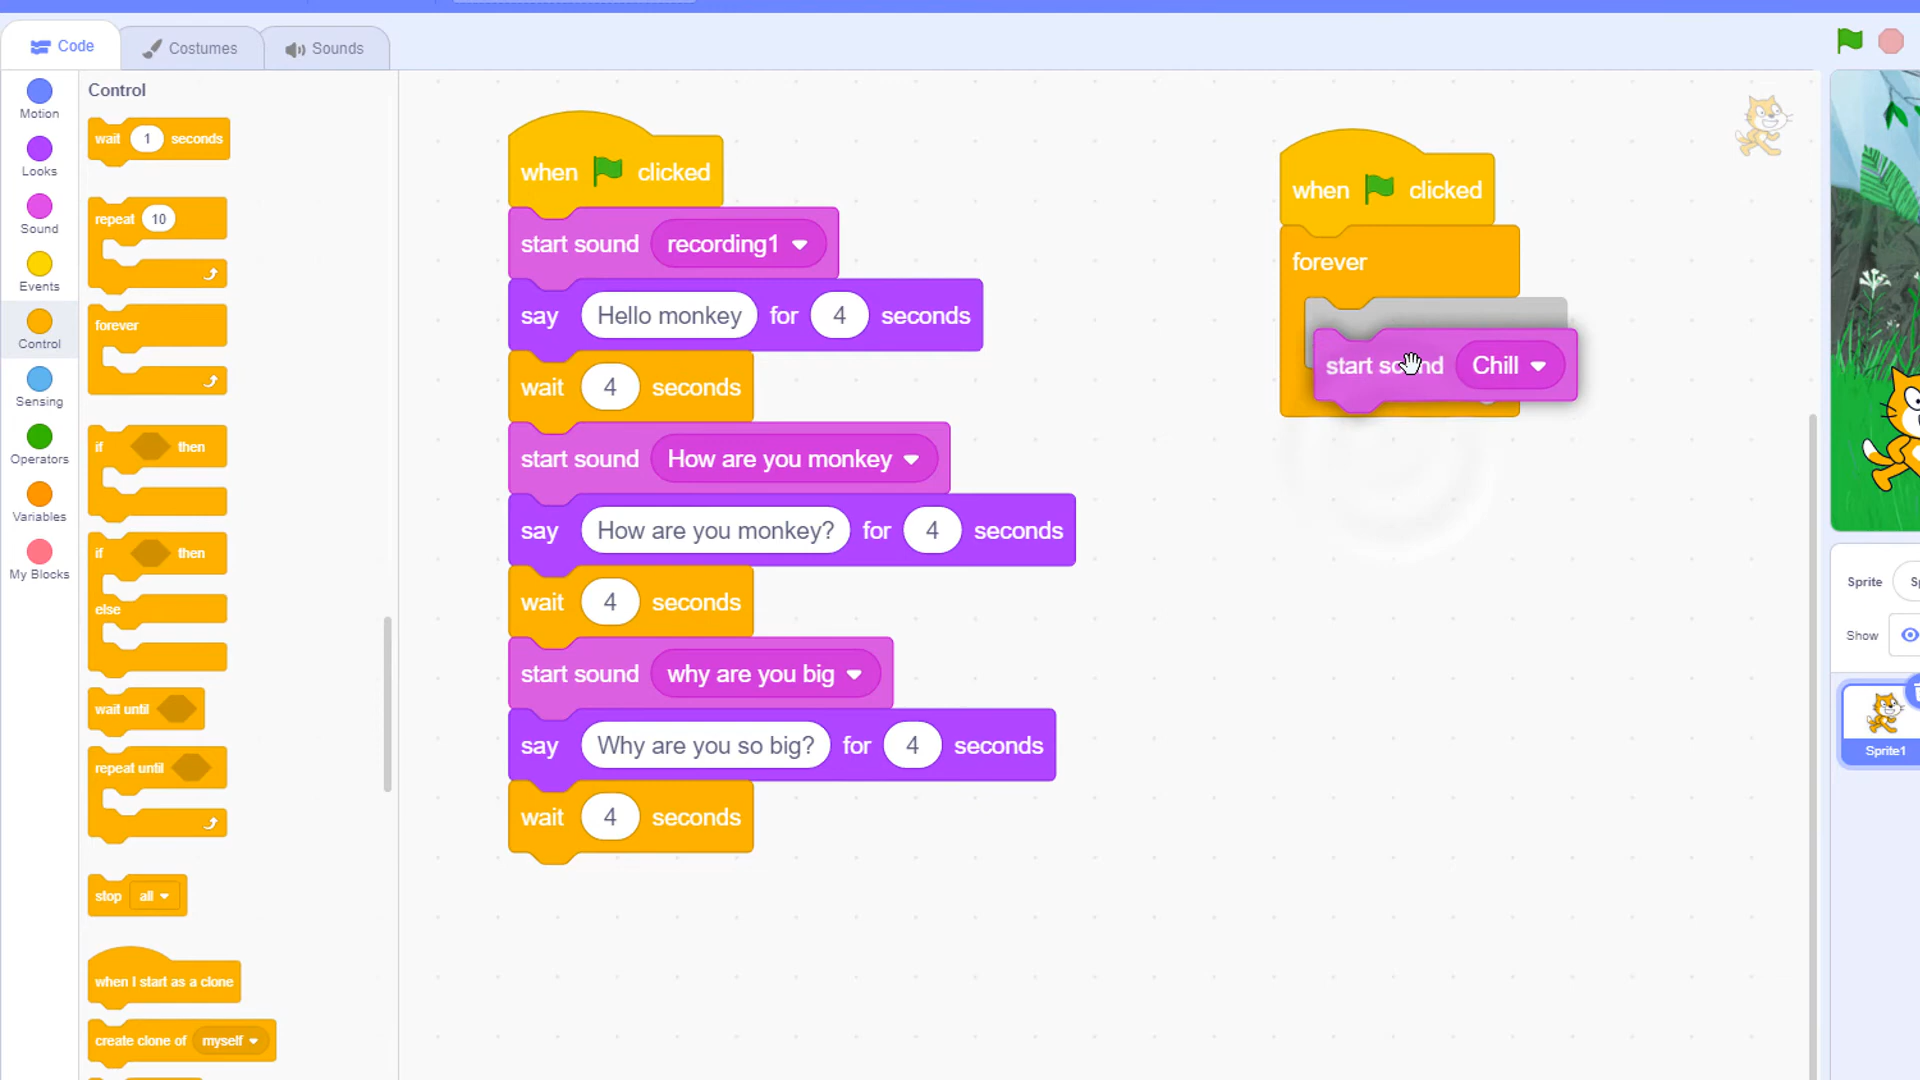 Code
Costumes
Sounds
Motion
Looks
Sound
Events
Control
Sensing
Operators
Variables
My Blocks
Control
wait 1 seconds
repeat 10
forever
if then
if then
else
wait until
repeat until
stop all
when I start as a clone
create clone of myself
when clicked
start sound recording1
say Hello monkey for 4 seconds
wait 4 seconds
start sound How are you monkey
say How are you monkey? for 4 seconds
wait 4 seconds
start sound why are you big
say Why are you so big? for 4 seconds
wait 4 seconds
when clicked
forever
start sound Chill
Sprite
Show
Sprite1